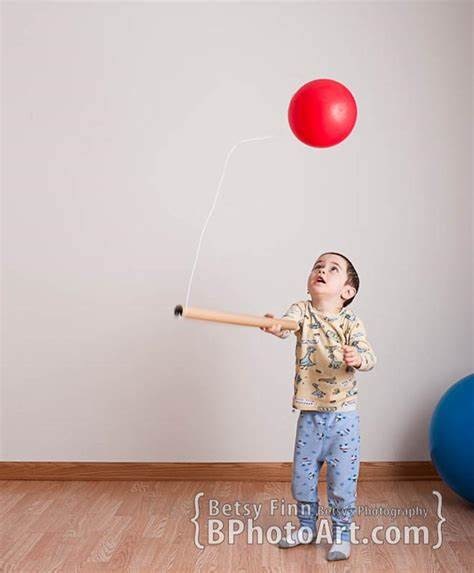 { Betsy Finn, Betsy's Photography }
{ BPhotoArt.com }